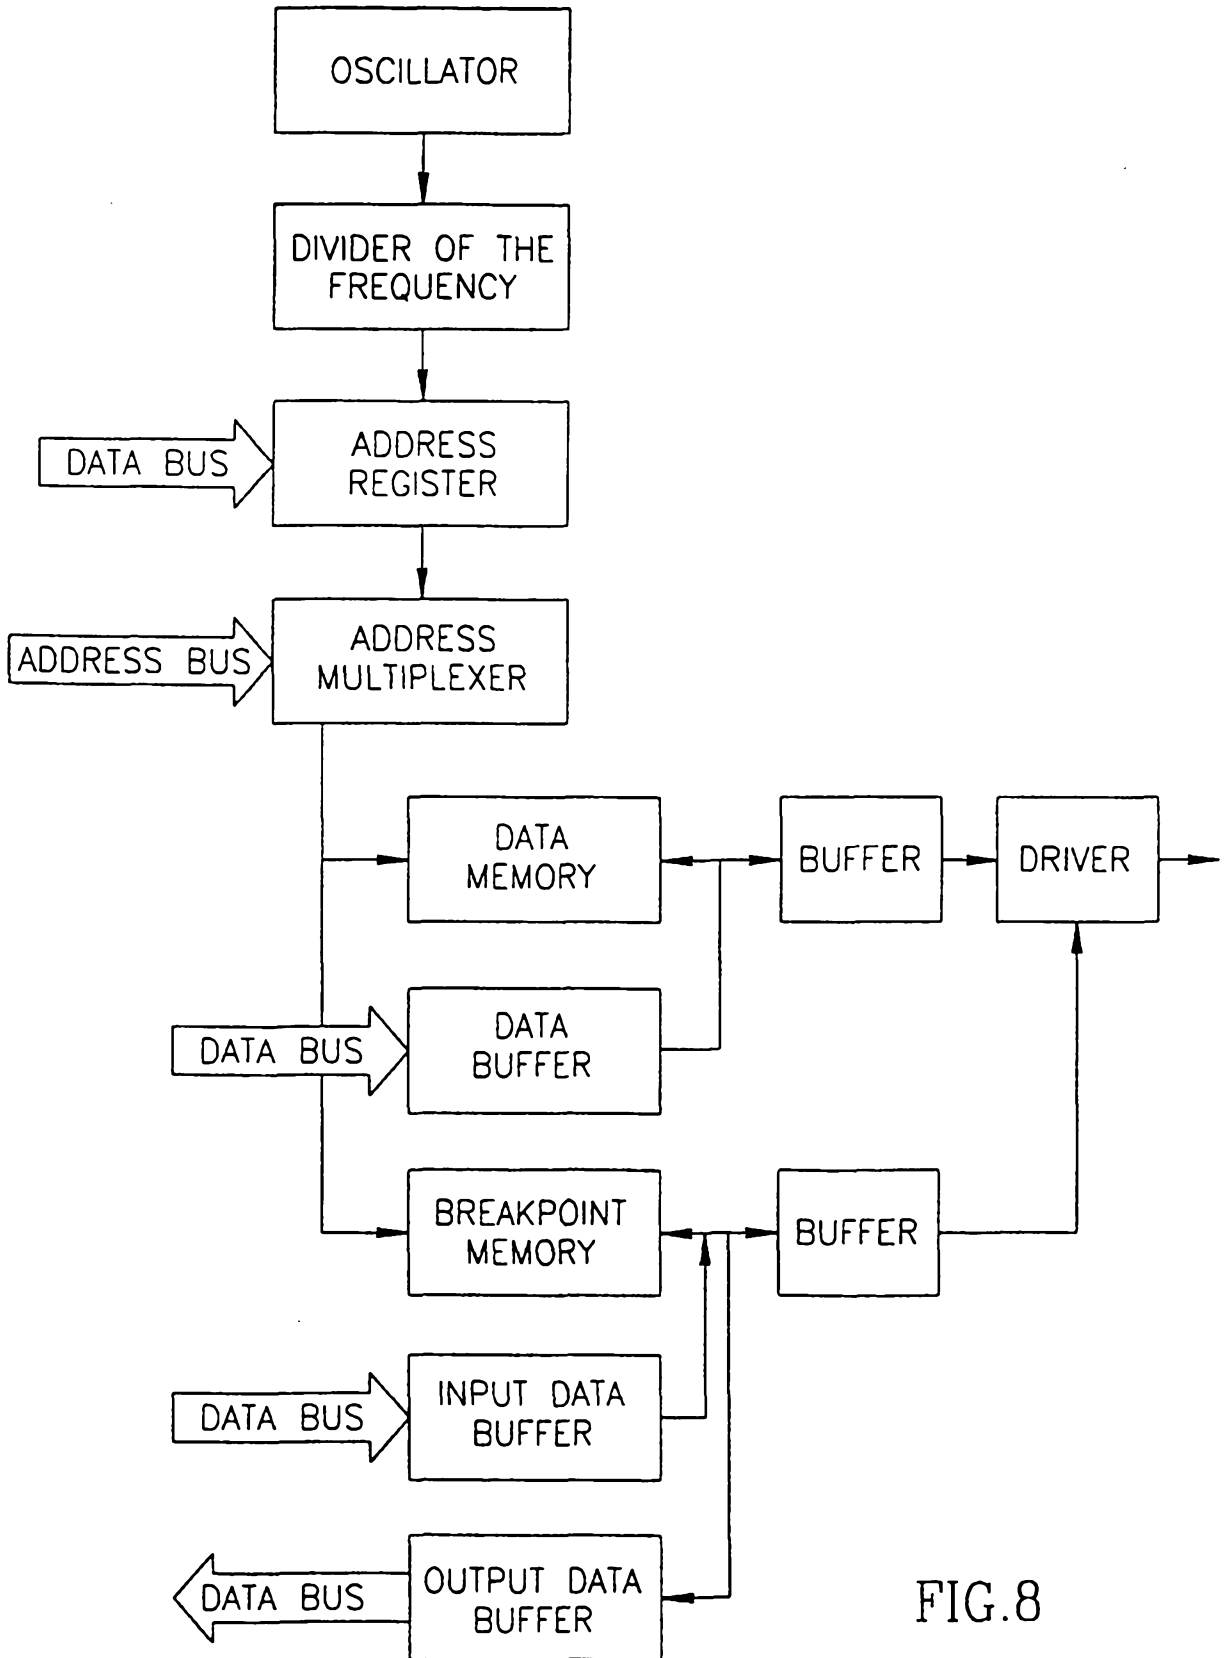 OSCILLATOR
DIVIDER OF THE
FREQUENCY
DATA BUS
ADDRESS
REGISTER
ADDRESS BUS
ADDRESS
MULTIPLEXER
DATA
MEMORY
BUFFER
DRIVER
DATA BUS
DATA
BUFFER
BREAKPOINT
MEMORY
BUFFER
DATA BUS
INPUT DATA
BUFFER
DATA BUS
OUTPUT DATA
BUFFER
FIG.8